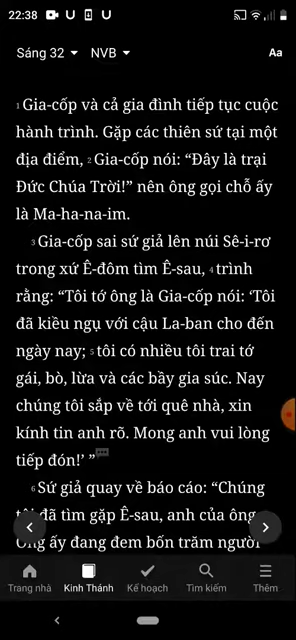 22:38
Sáng 32 NVB Aa
1 Gia-cốp và cả gia đình tiếp tục cuộc
hành trình. Gặp các thiên sứ tại một
địa điểm, 2 Gia-cốp nói: “Đây là trại
Đức Chúa Trời!” nên ông gọi chỗ ấy
là Ma-ha-na-im.
3 Gia-cốp sai sứ giả lên núi Sê-i-rơ
trong xứ Ê-đôm tìm Ê-sau, 4 trình
rằng: “Tôi tớ ông là Gia-cốp nói: ‘Tôi
đã kiều ngụ với cậu La-ban cho đến
ngày nay; 5 tôi có nhiều tôi trai tớ
gái, bò, lừa và các bầy gia súc. Nay
chúng tôi sắp về tới quê nhà, xin
kính tin anh rõ. Mong anh vui lòng
tiếp đón!’ ”
6 Sứ giả quay về báo cáo: “Chúng
đã tìm gặp Ê-sau, anh của ông
Ông ấy đang đem bốn trăm người
Trang nhà Kinh Thánh Kế hoạch Tìm kiếm Thêm